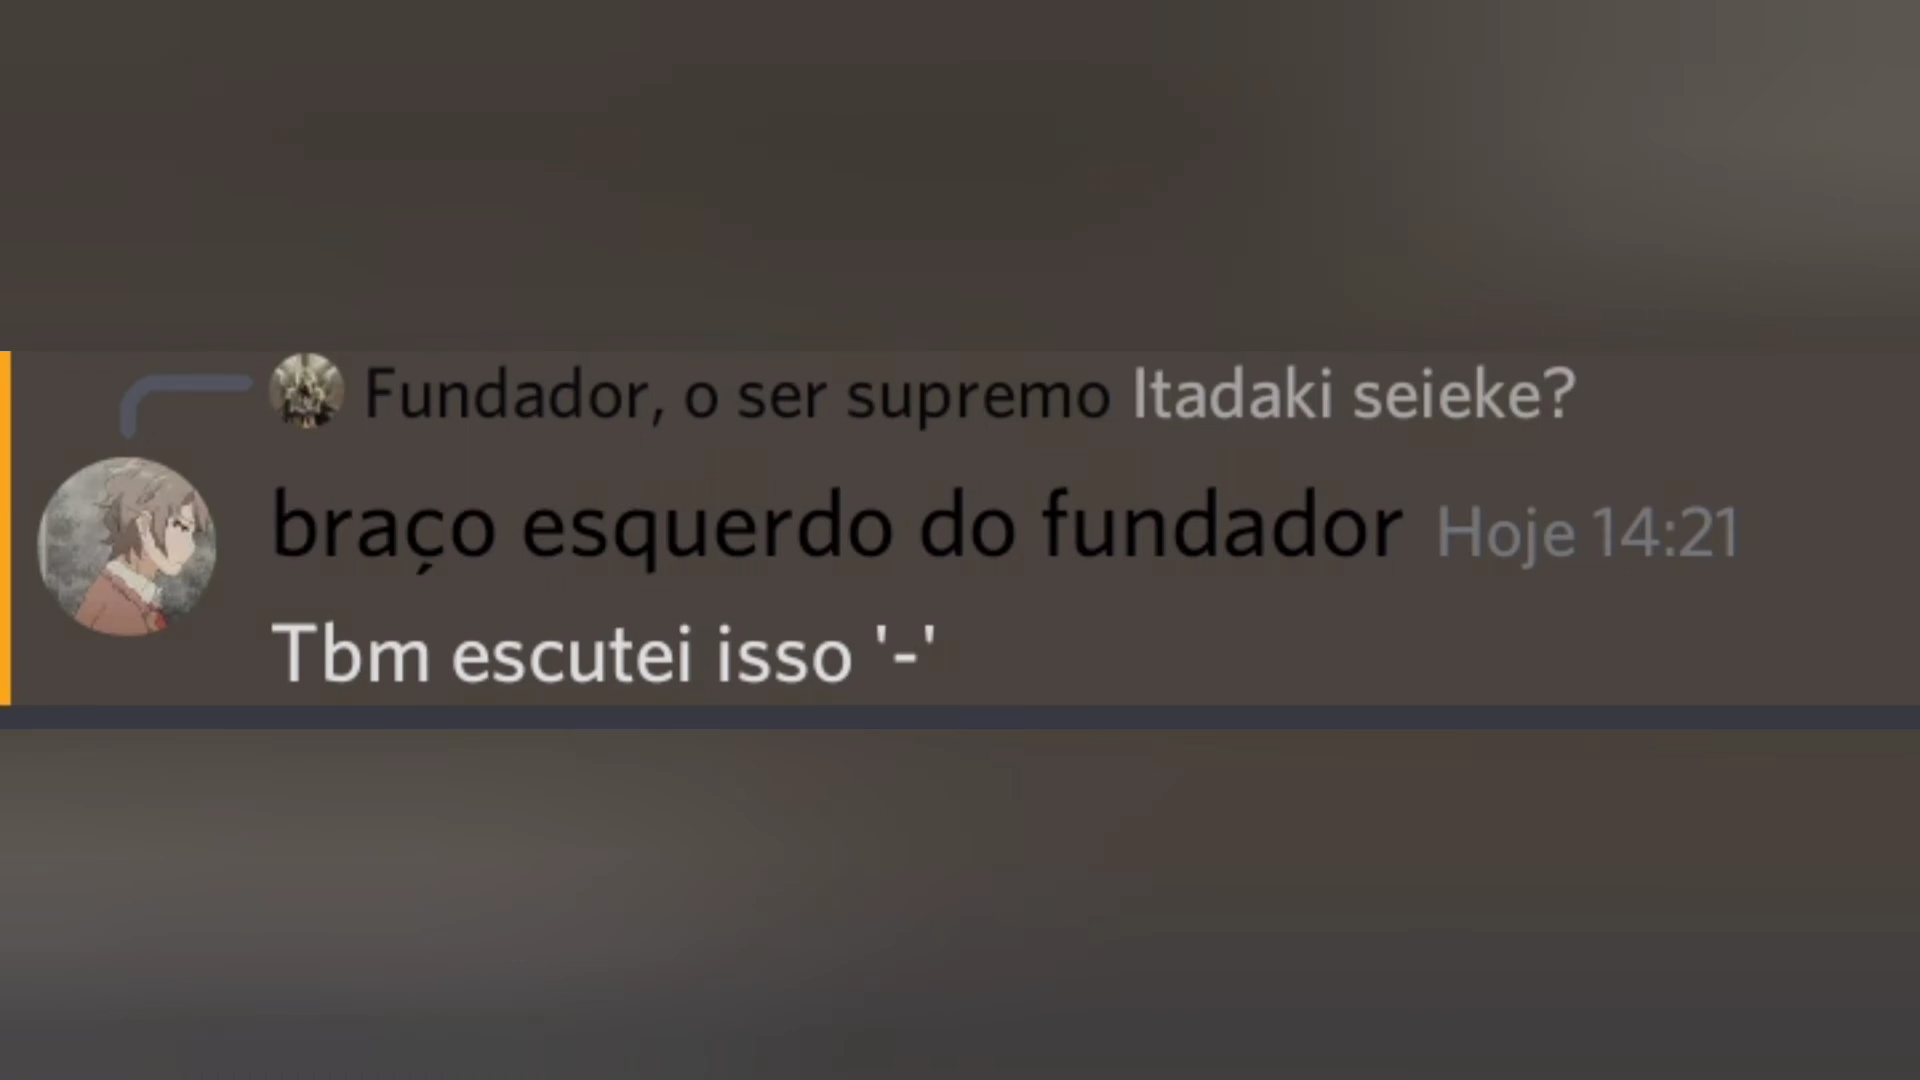 Fundador, o ser supremo Itadaki seieke?
braço esquerdo do fundador Hoje 14:21
Tbm escutei isso '-'